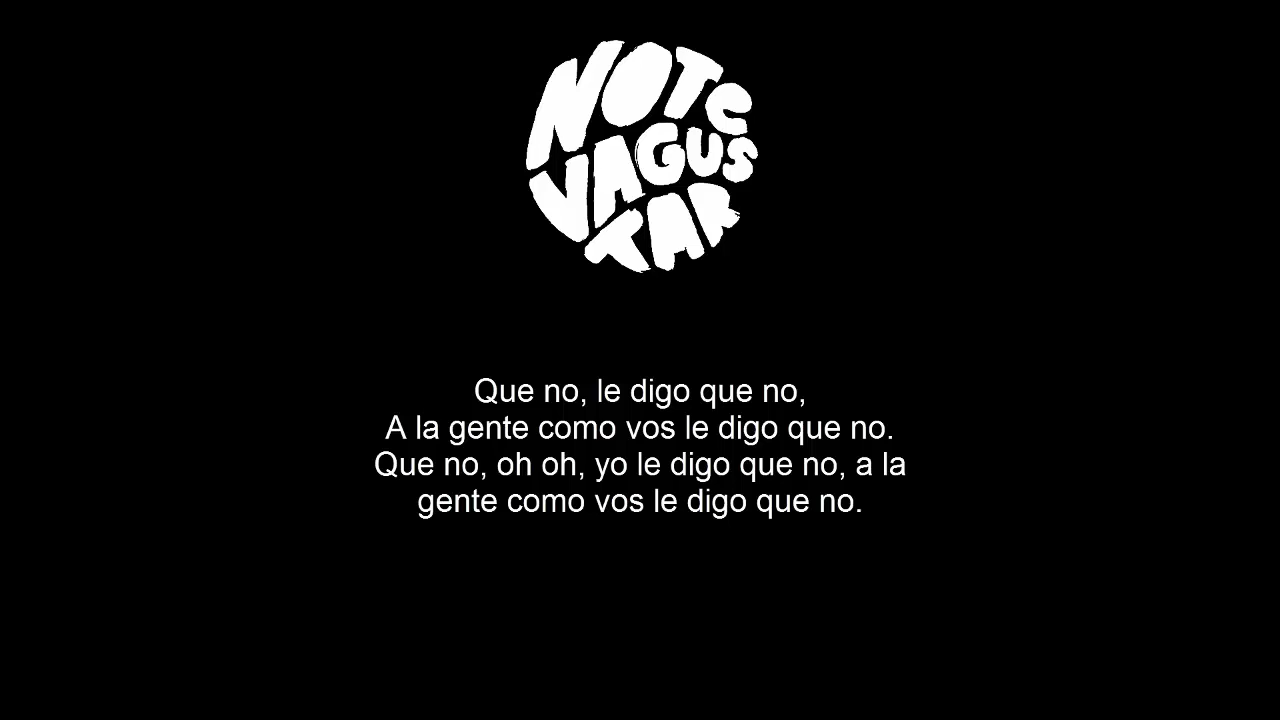 NO TE
VA GUS
TAR
Que no, le digo que no,
A la gente como vos le digo que no.
Que no, oh oh, yo le digo que no, a la
gente como vos le digo que no.